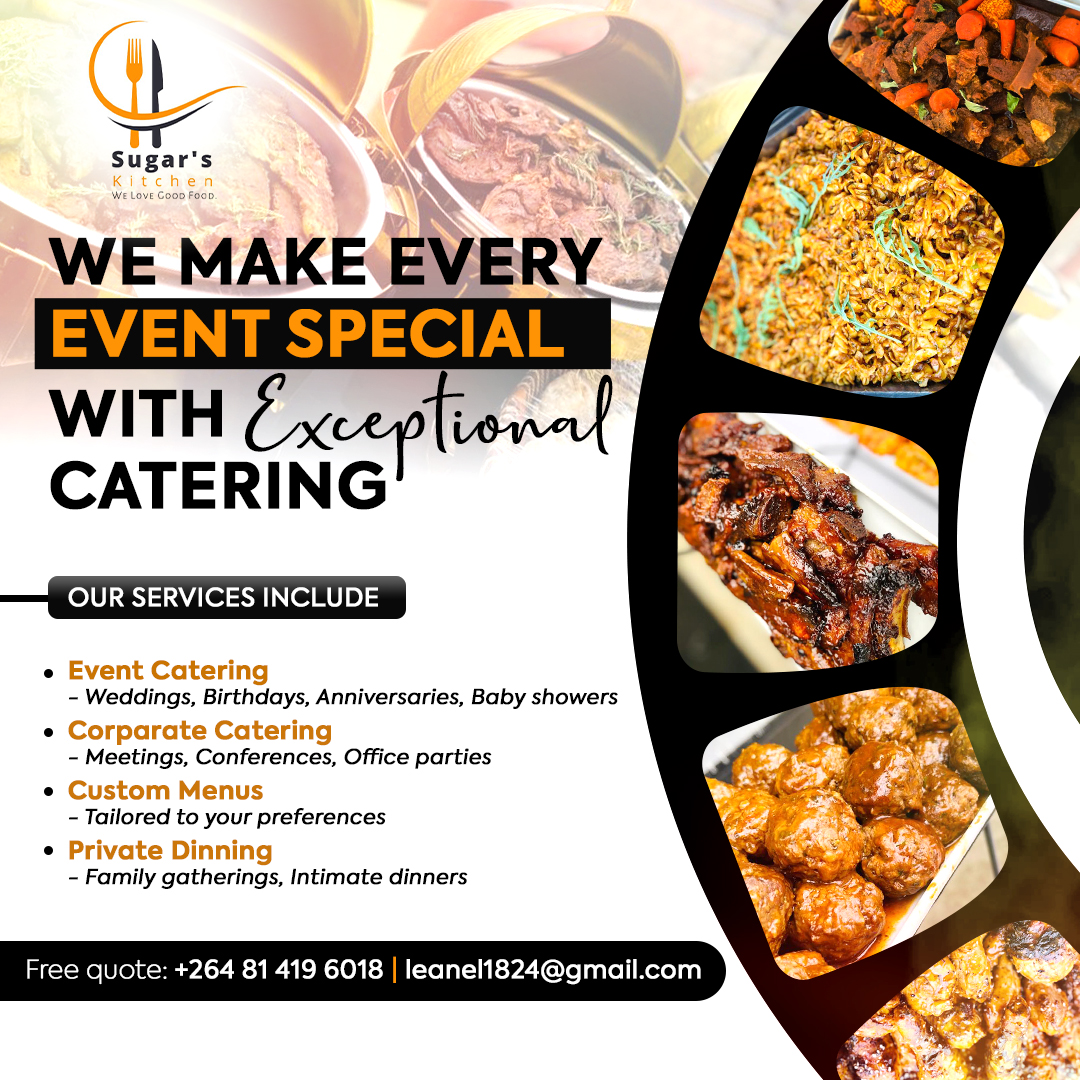 Sugar's
Kitchen
WE LOVE GOOD FOOD.
WE MAKE EVERY
EVENT SPECIAL
WITH Exceptional
CATERING
OUR SERVICES INCLUDE
• Event Catering
- Weddings, Birthdays, Anniversaries, Baby showers
• Corparate Catering
- Meetings, Conferences, Office parties
• Custom Menus
- Tailored to your preferences
• Private Dinning
- Family gatherings, Intimate dinners
Free quote: +264 81 419 6018 | leanel1824@gmail.com